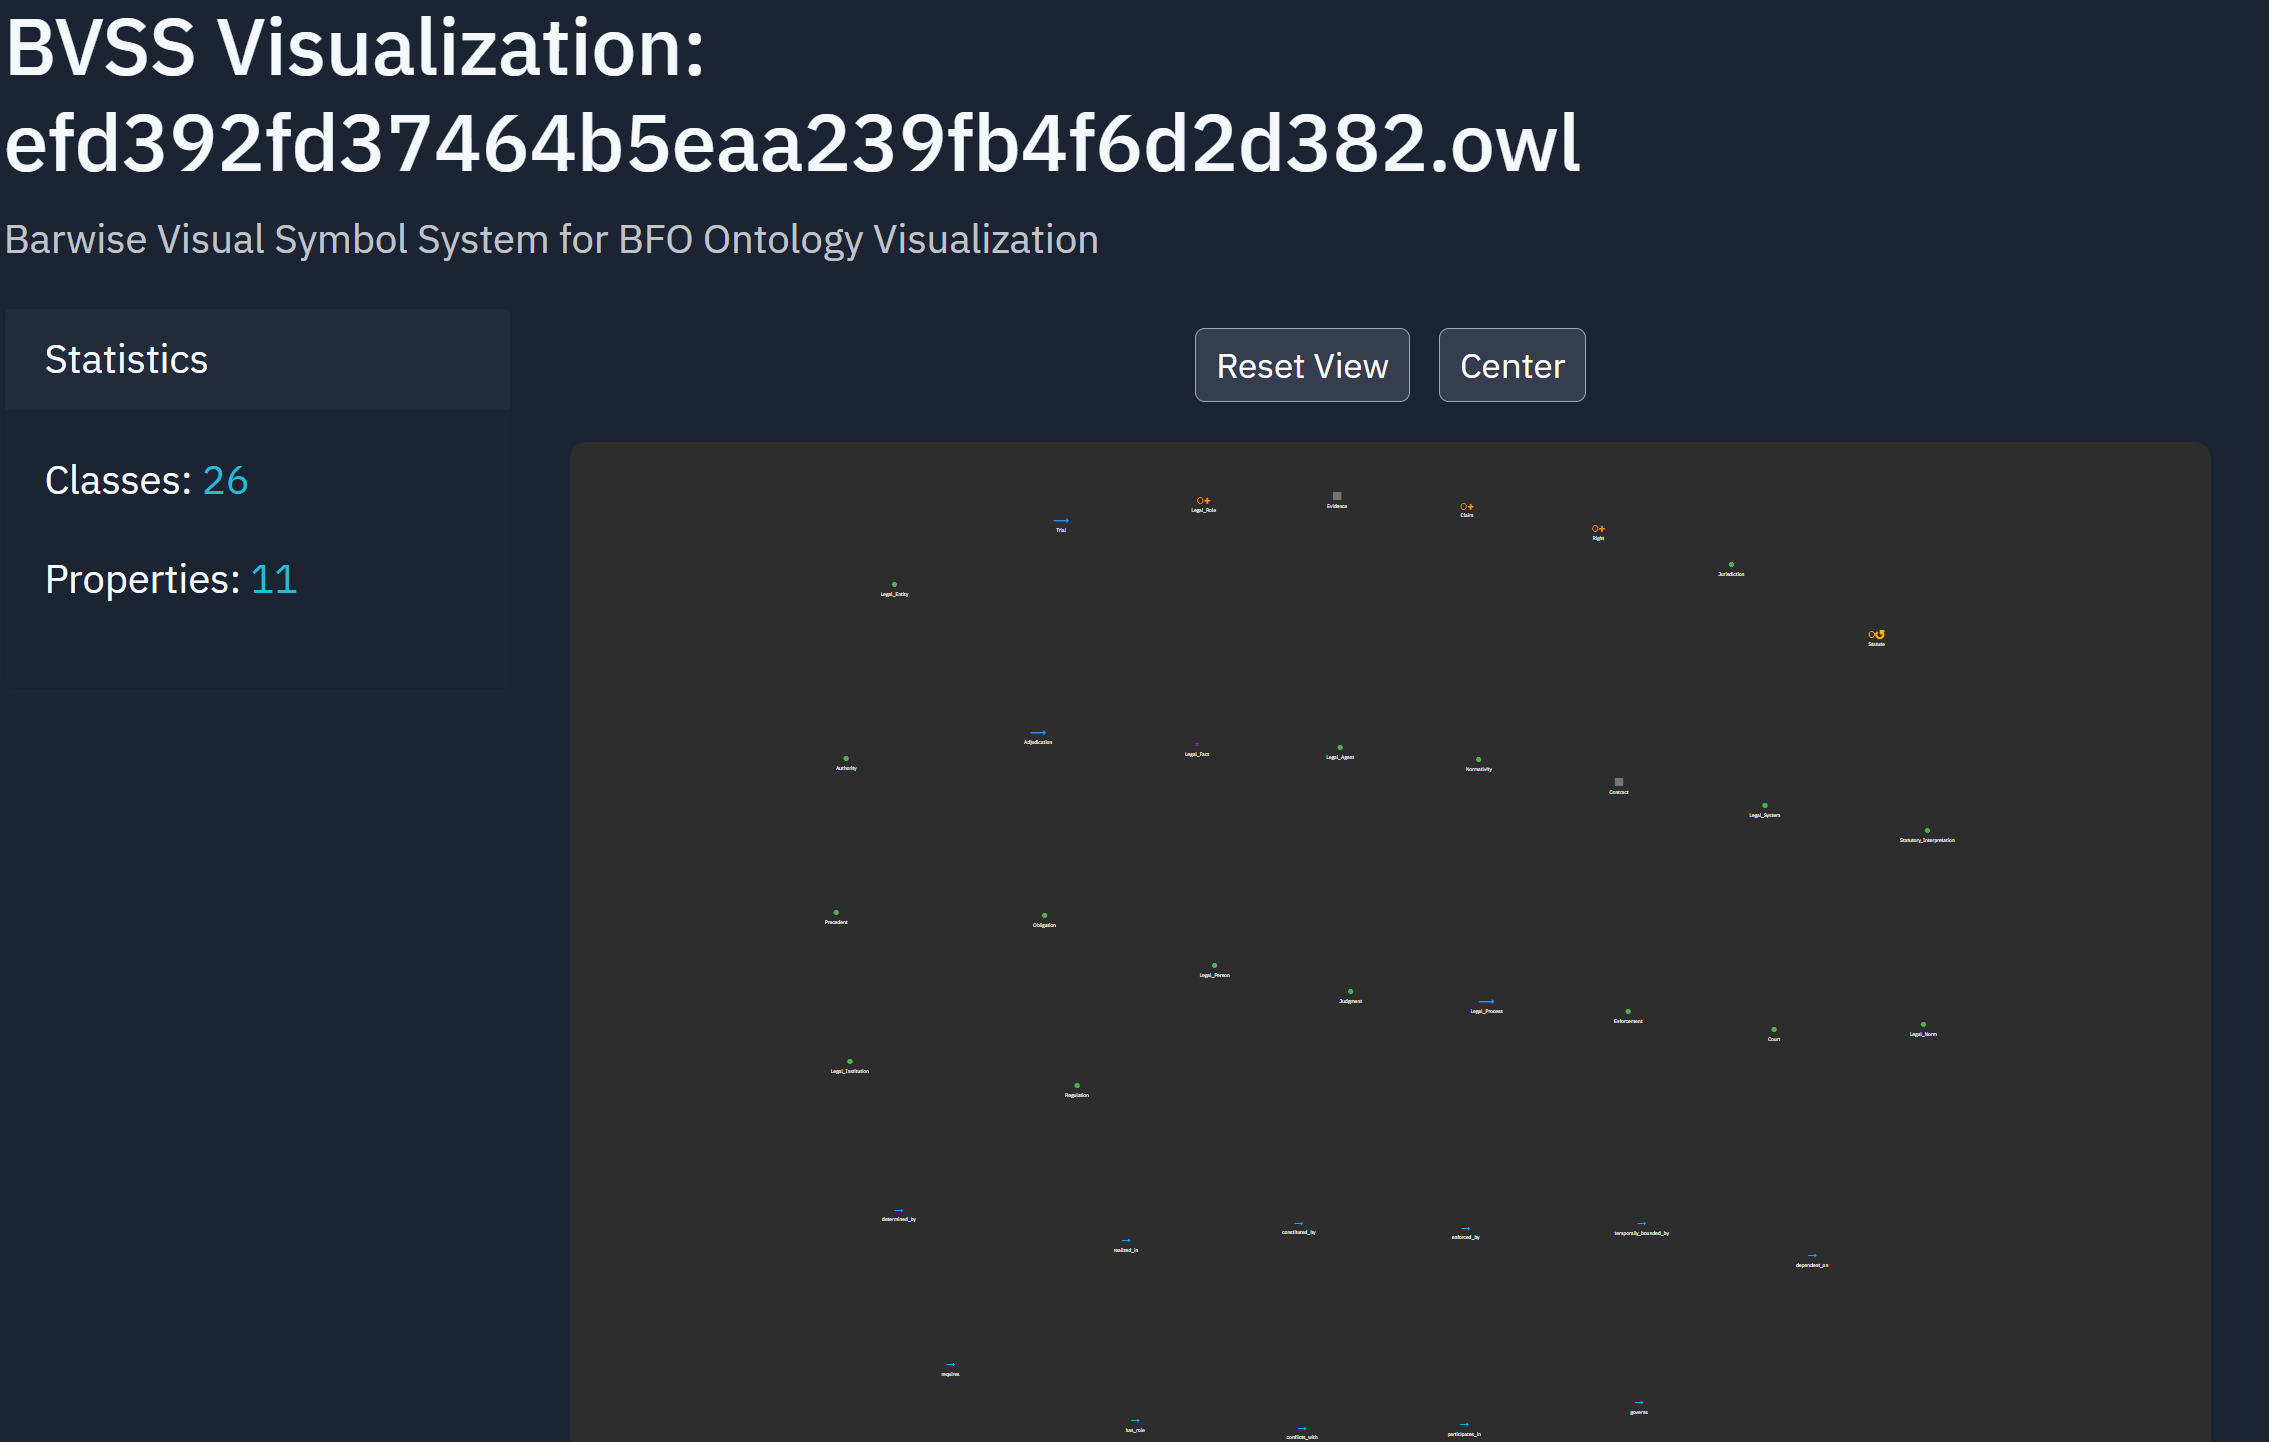 BVSS Visualization:
efd392fd37464b5eaa239fb4f6d2d382.owl
Barwise Visual Symbol System for BFO Ontology Visualization
Statistics
Classes: 26
Properties: 11
Reset View
Center
Legal_Role
Evidence
Claim
Trial
Right
Jurisdiction
Legal_Entity
Statute
Adjudication
Legal_Fact
Legal_Agent
Authority
Normativity
Contract
Legal_System
Statutory_Interpretation
Precedent
Obligation
Legal_Person
Judgment
Legal_Process
Enforcement
Court
Legal_Norm
Legal_Institution
Regulation
determined_by
realized_in
constituted_by
enforced_by
temporally_bounded_by
dependent_on
requires
has_role
conflicts_with
participates_in
governs